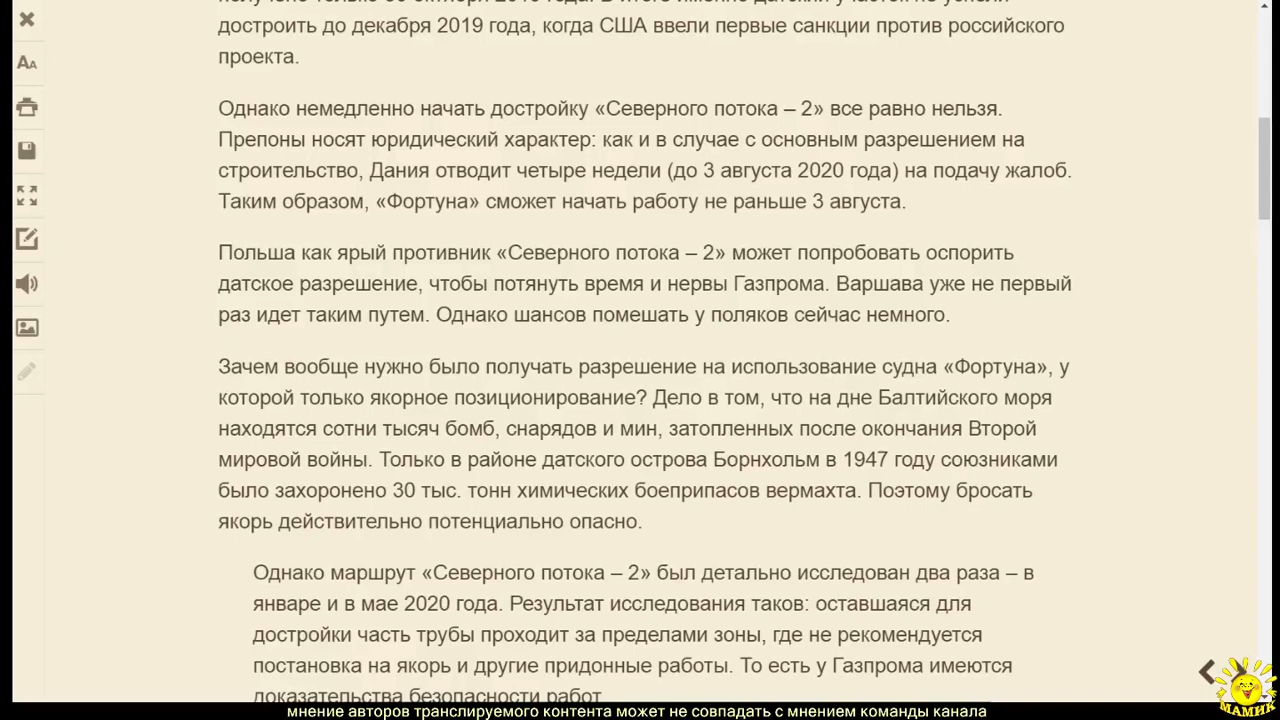 достроить до декабря 2019 года, когда США ввели первые санкции против российского
проекта.
Однако немедленно начать достройку «Северного потока – 2» все равно нельзя.
Препоны носят юридический характер: как и в случае с основным разрешением на
строительство, Дания отводит четыре недели (до 3 августа 2020 года) на подачу жалоб.
Таким образом, «Фортуна» сможет начать работу не раньше 3 августа.
Польша как ярый противник «Северного потока – 2» может попробовать оспорить
датское разрешение, чтобы потянуть время и нервы Газпрома. Варшава уже не первый
раз идет таким путем. Однако шансов помешать у поляков сейчас немного.
Зачем вообще нужно было получать разрешение на использование судна «Фортуна», у
которой только якорное позиционирование? Дело в том, что на дне Балтийского моря
находятся сотни тысяч бомб, снарядов и мин, затопленных после окончания Второй
мировой войны. Только в районе датского острова Борнхольм в 1947 году союзниками
было захоронено 30 тыс. тонн химических боеприпасов вермахта. Поэтому бросать
якорь действительно потенциально опасно.
Однако маршрут «Северного потока – 2» был детально исследован два раза – в
январе и в мае 2020 года. Результат исследования таков: оставшаяся для
достройки часть трубы проходит за пределами зоны, где не рекомендуется
постановка на якорь и другие придонные работы. То есть у Газпрома имеются
доказательства безопасности работ
мнение авторов транслируемого контента может не совпадать с мнением команды канала
МАМИК
AA